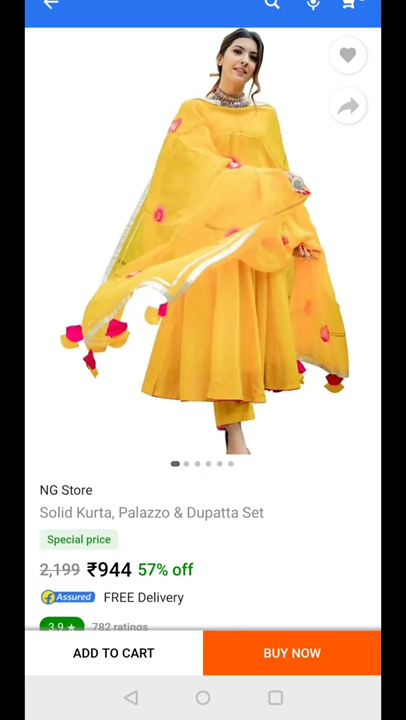 NG Store
Solid Kurta, Palazzo & Dupatta Set
Special price
2,199 ₹944 57% off
Assured FREE Delivery
3.9 ★ 782 ratings
ADD TO CART BUY NOW